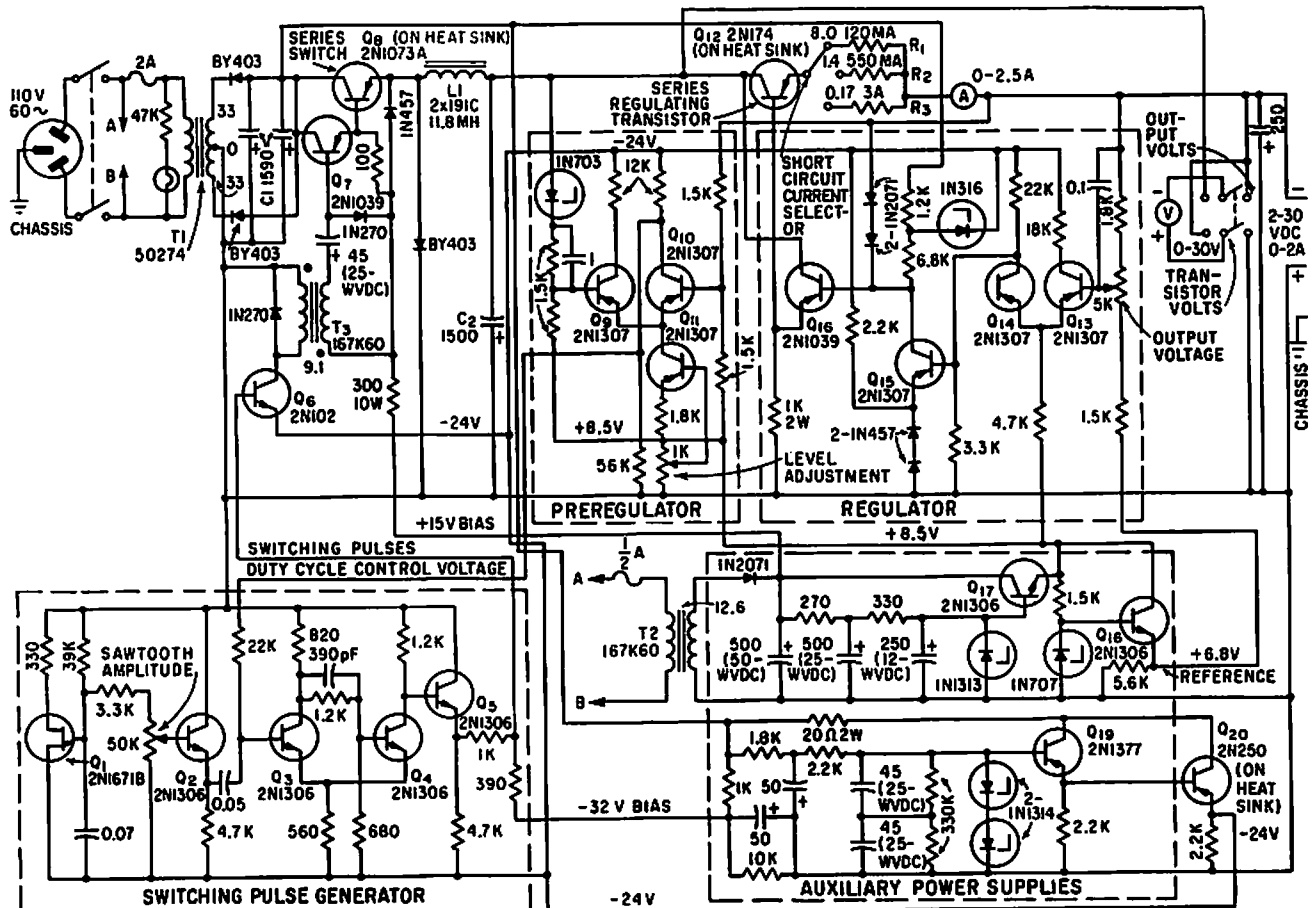 110 V
60 ~
CHASSIS
2A
47K
A
B
T1
50274
BY403
33
0
33
BY403
C1 1590
SERIES
SWITCH
Q8 (ON HEAT SINK)
2N1073A
Q7
2N1039
100
1N457
1N270
45
(25-
WVDC)
1N270
T3
167K60
9.1
Q6
2N102
300
10W
L1
2x191C
11.8MH
BY403
C2
1500
-24V
+15V BIAS
SWITCHING PULSES
DUTY CYCLE CONTROL VOLTAGE
Q12 2N174
(ON HEAT SINK)
SERIES
REGULATING
TRANSISTOR
8.0 120MA
1.4 550MA
0.17 3A
R1
R2
R3
0-2.5A
A
SHORT
CIRCUIT
CURRENT
SELECT-
OR
-24V
1N703
12K
1.5K
1
1.5K
Q9
2N1307
Q10
2N1307
Q11
2N1307
1.5K
1.8K
+8.5V
1K
56K
LEVEL
ADJUSTMENT
PREREGULATOR
2-1N2071
1.2K
1N316
6.8K
22K
18K
0.1
1.8K
5K
OUTPUT
VOLTAGE
Q16
2N1039
2.2K
Q15
2N1307
Q14
2N1307
Q13
2N1307
1K
2W
2-1N457
3.3K
4.7K
1.5K
REGULATOR
+8.5V
OUT-
PUT
VOLTS
250
V
0-30V
TRAN-
SISTOR
VOLTS
2-30
VDC
0-2A
CHASSIS
330
39K
SAWTOOTH
AMPLITUDE
3.3K
50K
Q1
2N1671B
0.07
Q2
2N1306
0.05
4.7K
22K
820
390pF
1.2K
Q3
2N1306
560
680
Q4
2N1306
1.2K
Q5
2N1306
1K
390
4.7K
SWITCHING PULSE GENERATOR
-32 V BIAS
-24V
1/2 A
A
B
T2
167K60
12.6
1N2071
270
330
500
(50-
WVDC)
500
(25-
WVDC)
250
(12-
WVDC)
Q17
2N1306
1N1313
1.5K
1N707
Q18
2N1306
5.6K
+6.8V
REFERENCE
20Ω2W
1.8K
2.2K
1K
50
50
10K
45
(25-
WVDC)
45
(25-
WVDC)
330K
2-
1N1314
Q19
2N1377
2.2K
Q20
2N250
(ON
HEAT
SINK)
2.2K
-24V
AUXILIARY POWER SUPPLIES